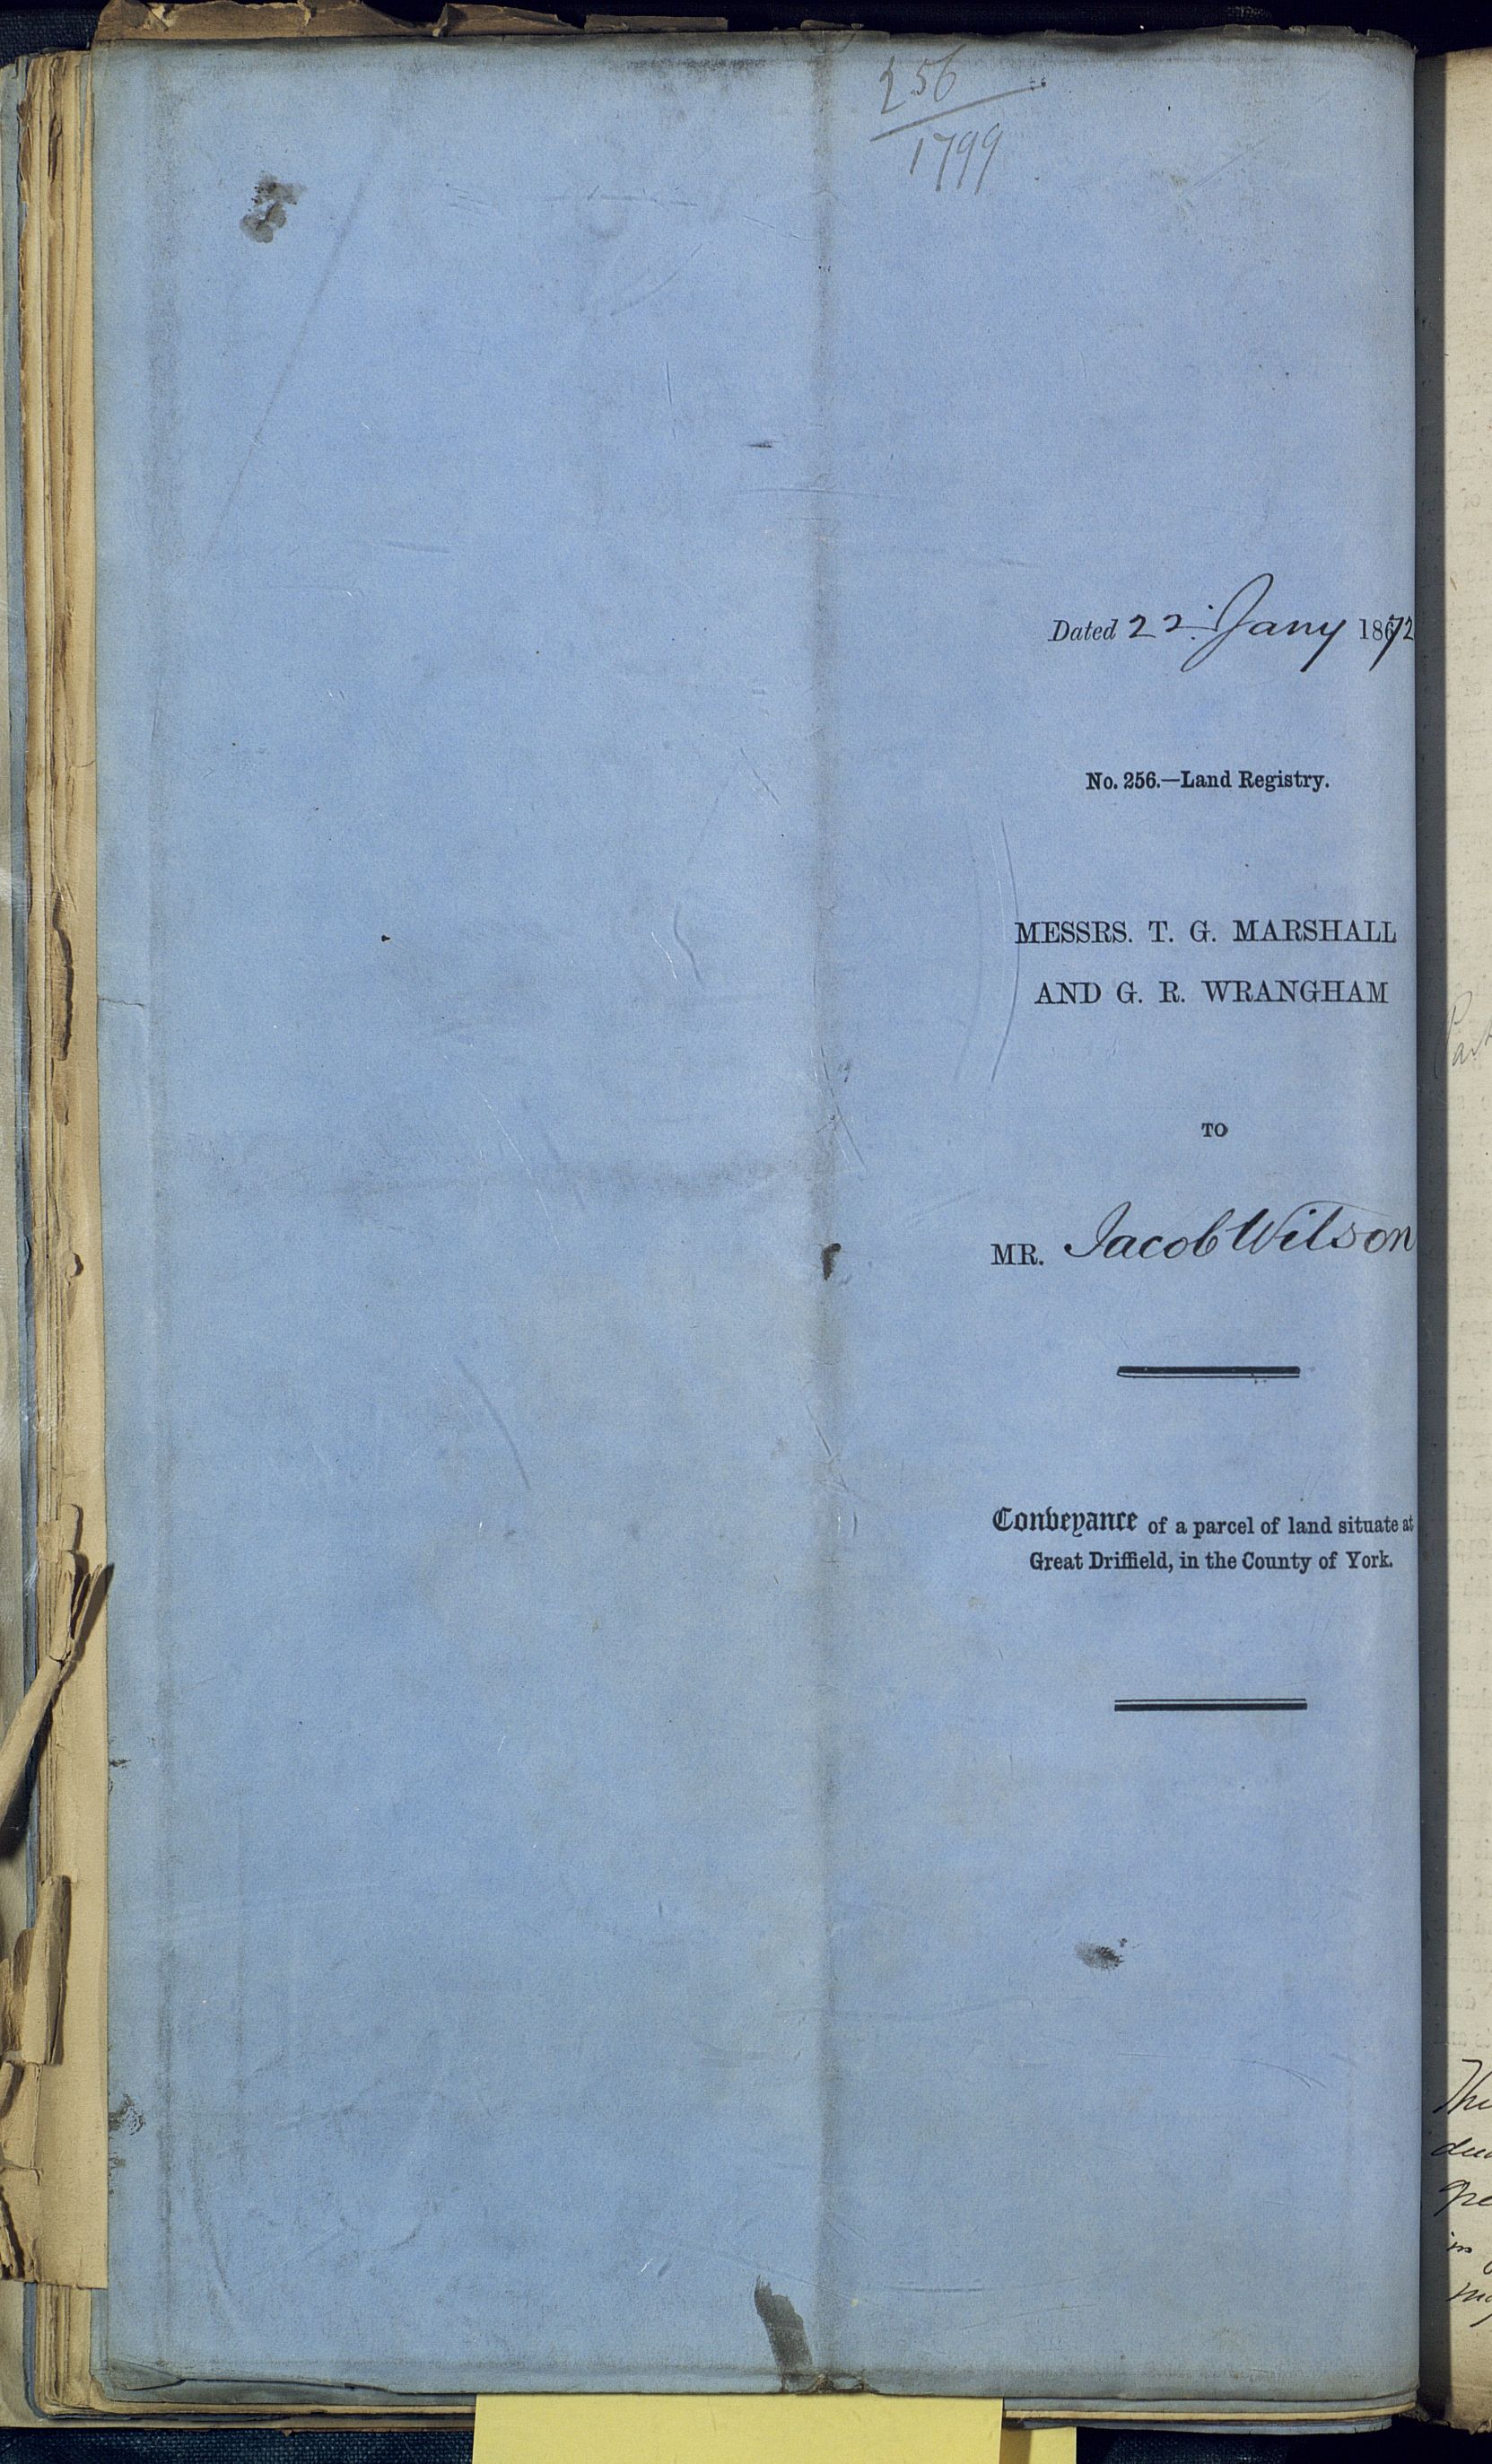 256
1799
Dated 22 Jany 1872
No. 256.—Land Registry.
MESSRS. T. G. MARSHALL
AND G. R. WRANGHAM
TO
MR. Jacob Wilson
Conveyance of a parcel of land situate at
Great Driffield, in the County of York.